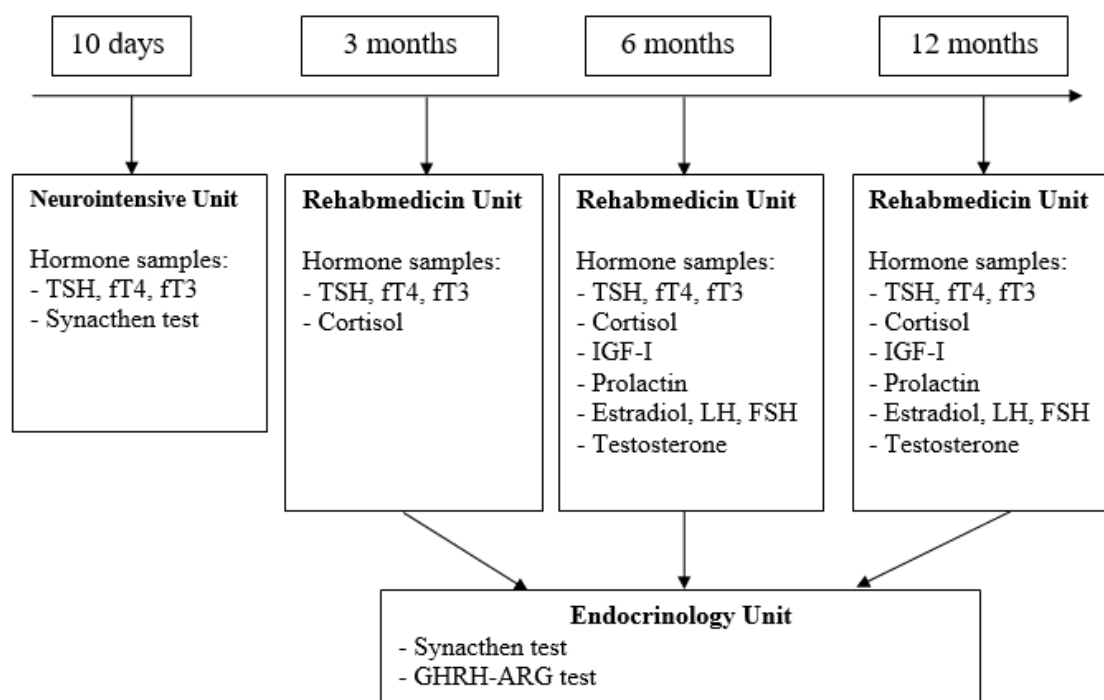 10 days
3 months
6 months
12 months
Neurointensive Unit
Hormone samples:
- TSH, fT4, fT3
- Synacthen test
Rehabmedicin Unit
Hormone samples:
- TSH, fT4, fT3
- Cortisol
Rehabmedicin Unit
Hormone samples:
- TSH, fT4, fT3
- Cortisol
- IGF-I
- Prolactin
- Estradiol, LH, FSH
- Testosterone
Rehabmedicin Unit
Hormone samples:
- TSH, fT4, fT3
- Cortisol
- IGF-I
- Prolactin
- Estradiol, LH, FSH
- Testosterone
Endocrinology Unit
- Synacthen test
- GHRH-ARG test